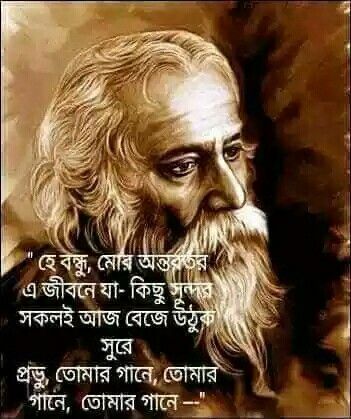 " হে বন্ধু, মোর অন্তরতর
এ জীবনে যা- কিছু সুন্দর
সকলই আজ বেজে উঠুক
সুরে
প্রভু, তোমার গানে, তোমার
গানে, তোমার গানে —"